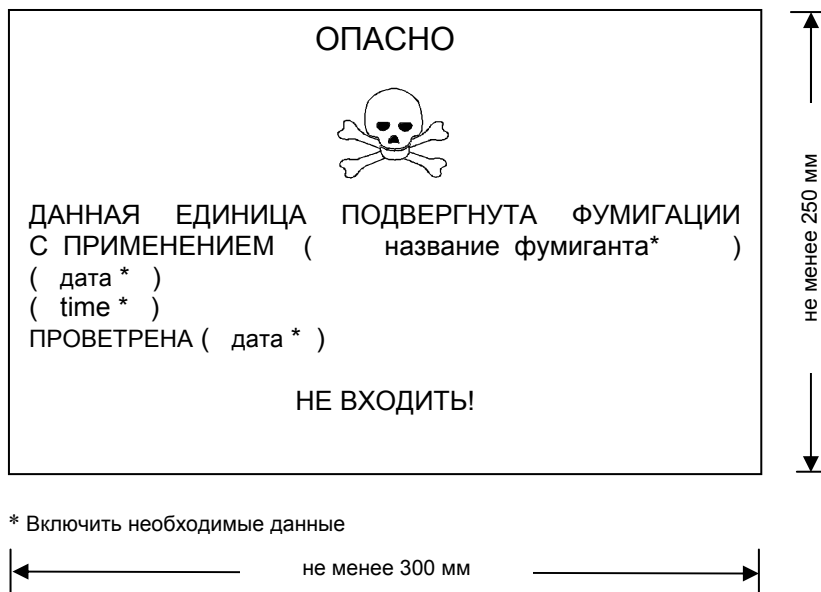 ОПАСНО
ДАННАЯ ЕДИНИЦА ПОДВЕРГНУТА ФУМИГАЦИИ
С ПРИМЕНЕНИЕМ ( название фумиганта* )
( дата * )
( time * )
ПРОВЕТРЕНА ( дата * )
НЕ ВХОДИТЬ!
не менее 250 мм
* Включить необходимые данные
не менее 300 мм